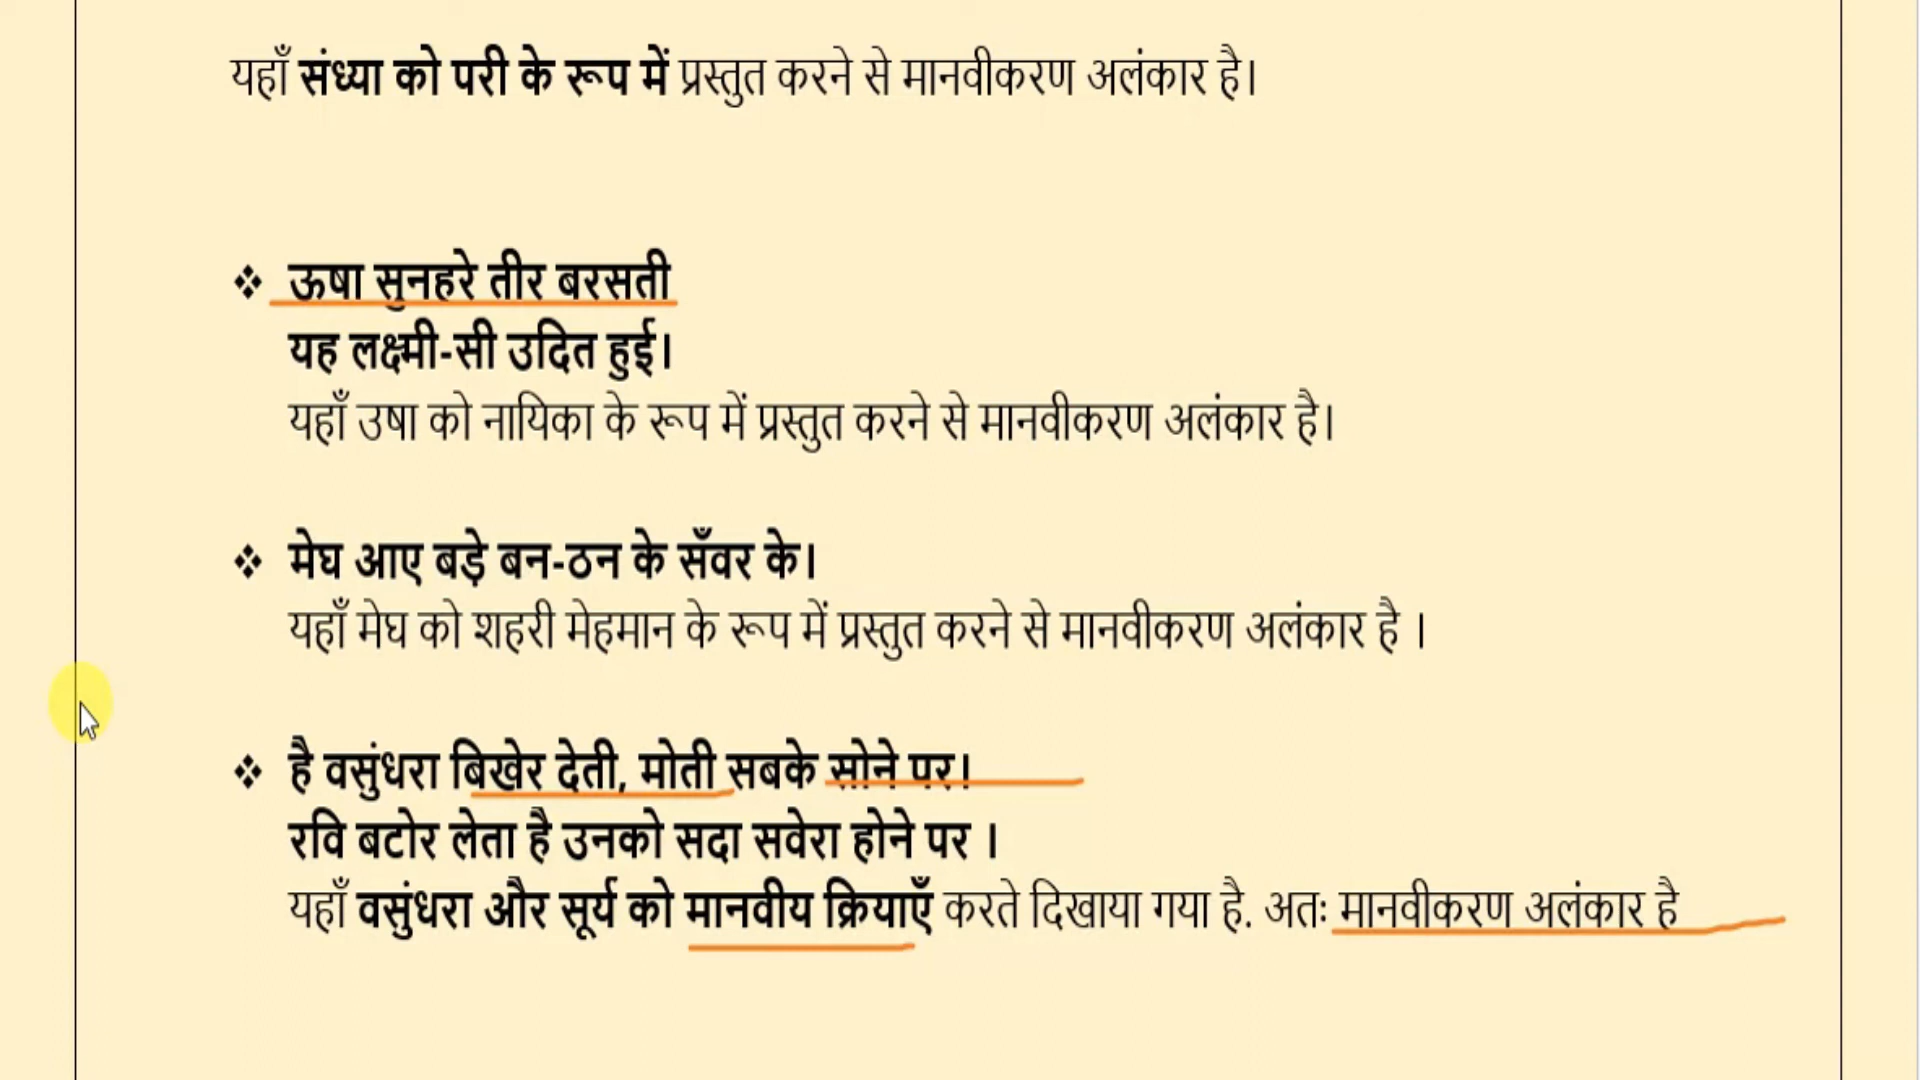 यहाँ संध्या को परी के रूप में प्रस्तुत करने से मानवीकरण अलंकार है।
❖ ऊषा सुनहरे तीर बरसती
यह लक्ष्मी-सी उदित हुई।
यहाँ उषा को नायिका के रूप में प्रस्तुत करने से मानवीकरण अलंकार है।
❖ मेघ आए बड़े बन-ठन के सँवर के।
यहाँ मेघ को शहरी मेहमान के रूप में प्रस्तुत करने से मानवीकरण अलंकार है ।
❖ है वसुंधरा बिखेर देती, मोती सबके सोने पर।
रवि बटोर लेता है उनको सदा सवेरा होने पर ।
यहाँ वसुंधरा और सूर्य को मानवीय क्रियाएँ करते दिखाया गया है. अतः मानवीकरण अलंकार है